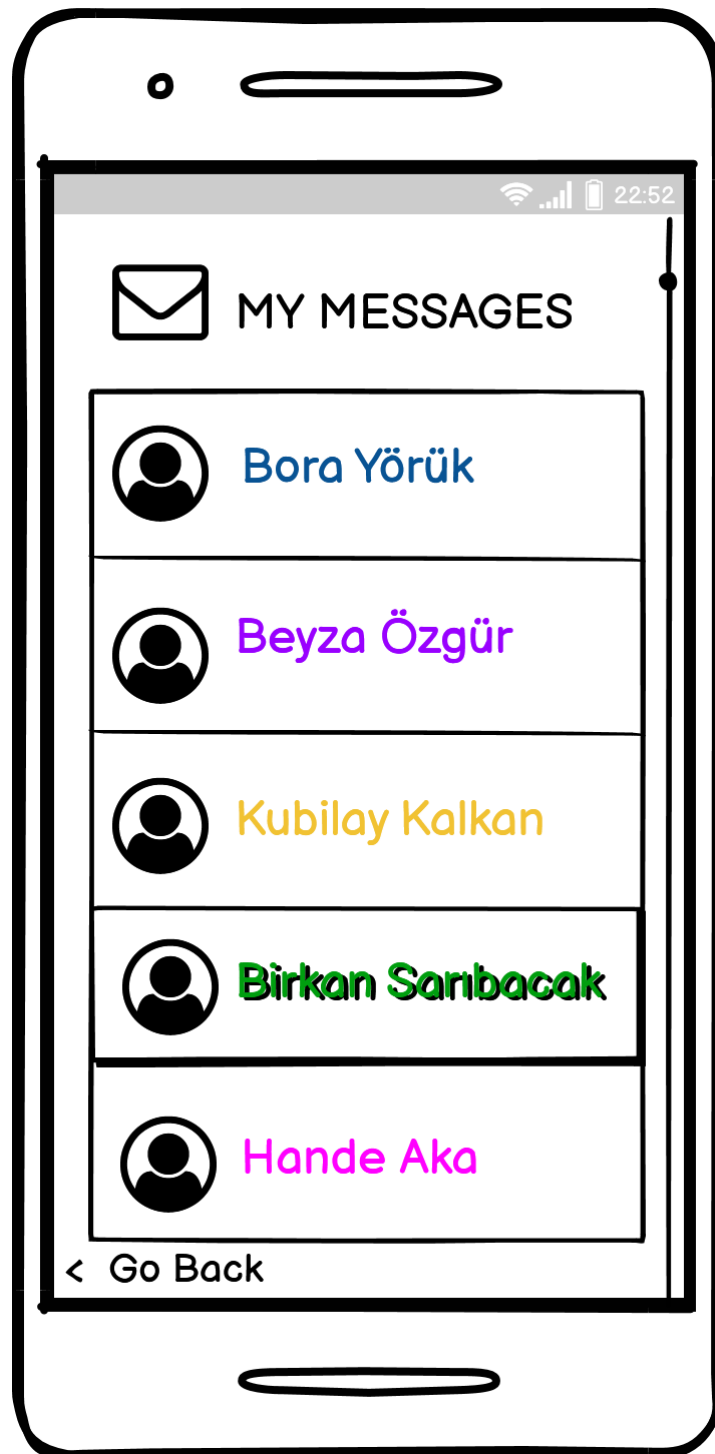 22:52
MY MESSAGES
Bora Yörük
Beyza Özgür
Kubilay Kalkan
Birkan Sarıbacak
Hande Aka
< Go Back